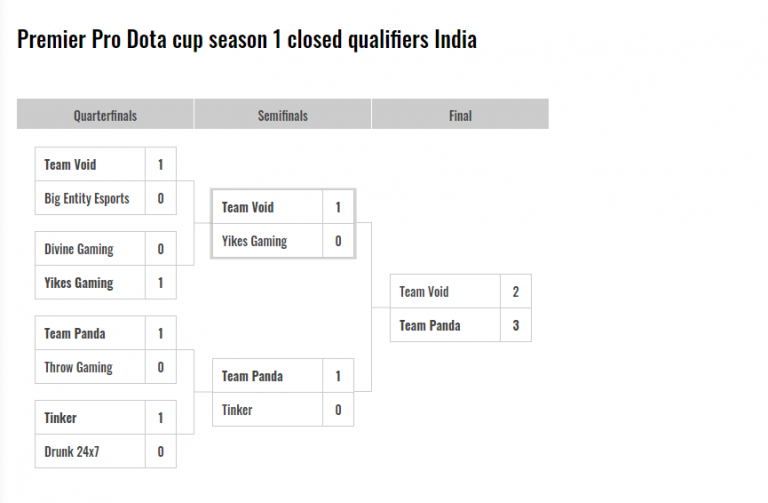 Premier Pro Dota cup season 1 closed qualifiers India
Quarterfinals Semifinals Final
Team Void 1
Big Entity Esports 0
Divine Gaming 0
Yikes Gaming 1
Team Panda 1
Throw Gaming 0
Tinker 1
Drunk 24x7 0
Team Void 1
Yikes Gaming 0
Team Panda 1
Tinker 0
Team Void 2
Team Panda 3